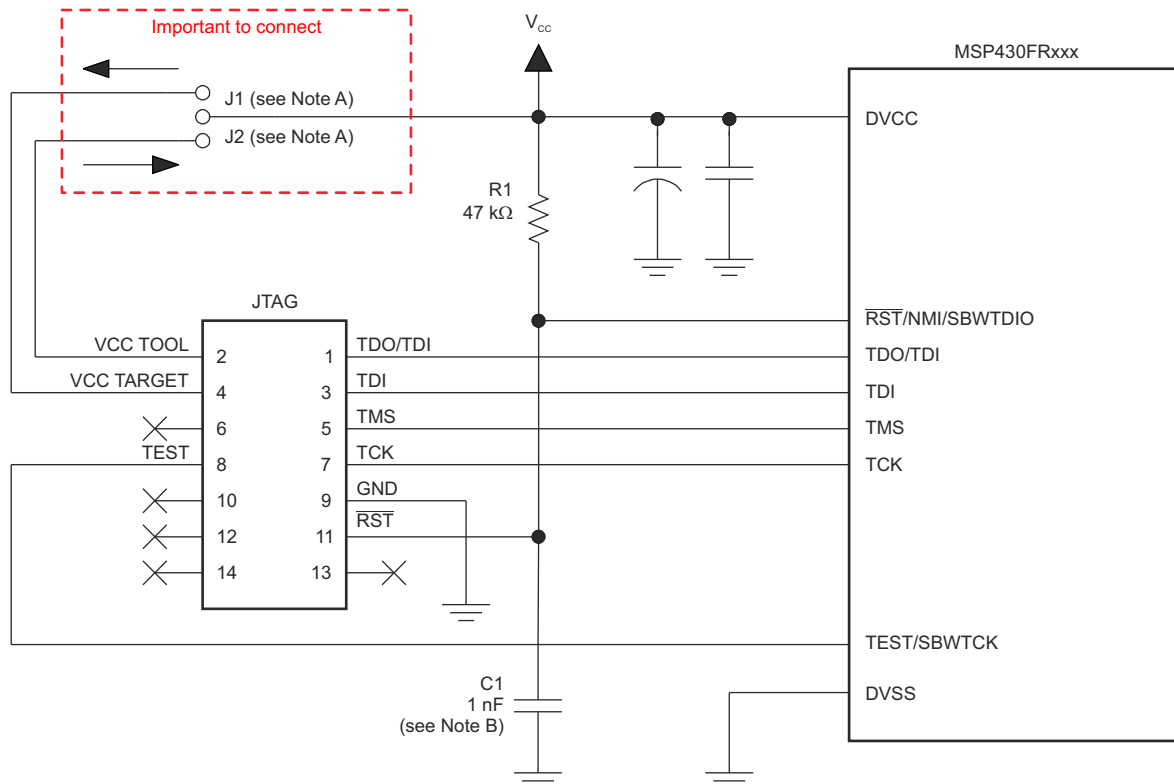 Important to connect
V_cc
MSP430FRxxx
J1 (see Note A)
J2 (see Note A)
DVCC
R1
47 kΩ
JTAG
R̅S̅T̅/NMI/SBWTDIO
VCC TOOL
2
1
TDO/TDI
TDO/TDI
VCC TARGET
4
3
TDI
TDI
6
5
TMS
TMS
TEST
8
7
TCK
TCK
10
9
GND
12
11
R̅S̅T̅
14
13
TEST/SBWTCK
C1
1 nF
(see Note B)
DVSS